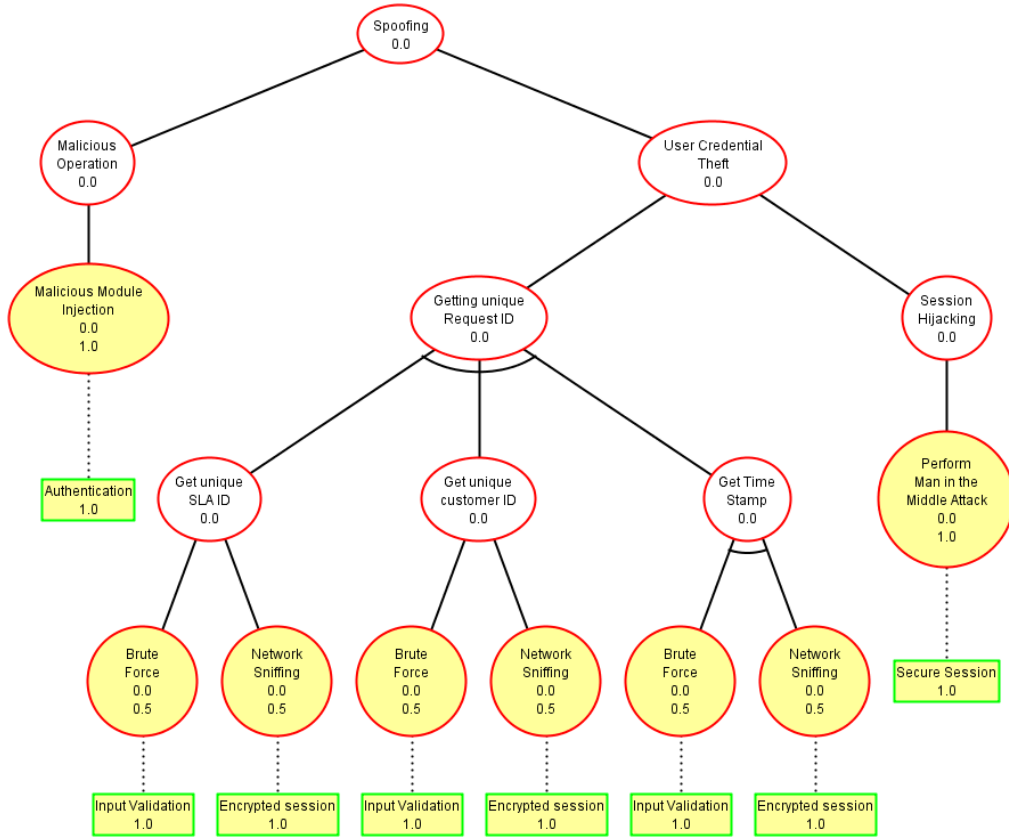 Spoofing
0.0
Malicious
Operation
0.0
User Credential
Theft
0.0
Malicious Module
Injection
0.0
1.0
Getting unique
Request ID
0.0
Session
Hijacking
0.0
Authentication
1.0
Get unique
SLA ID
0.0
Get unique
customer ID
0.0
Get Time
Stamp
0.0
Perform
Man in the
Middle Attack
0.0
1.0
Brute
Force
0.0
0.5
Network
Sniffing
0.0
0.5
Brute
Force
0.0
0.5
Network
Sniffing
0.0
0.5
Brute
Force
0.0
0.5
Network
Sniffing
0.0
0.5
Secure Session
1.0
Input Validation
1.0
Encrypted session
1.0
Input Validation
1.0
Encrypted session
1.0
Input Validation
1.0
Encrypted session
1.0